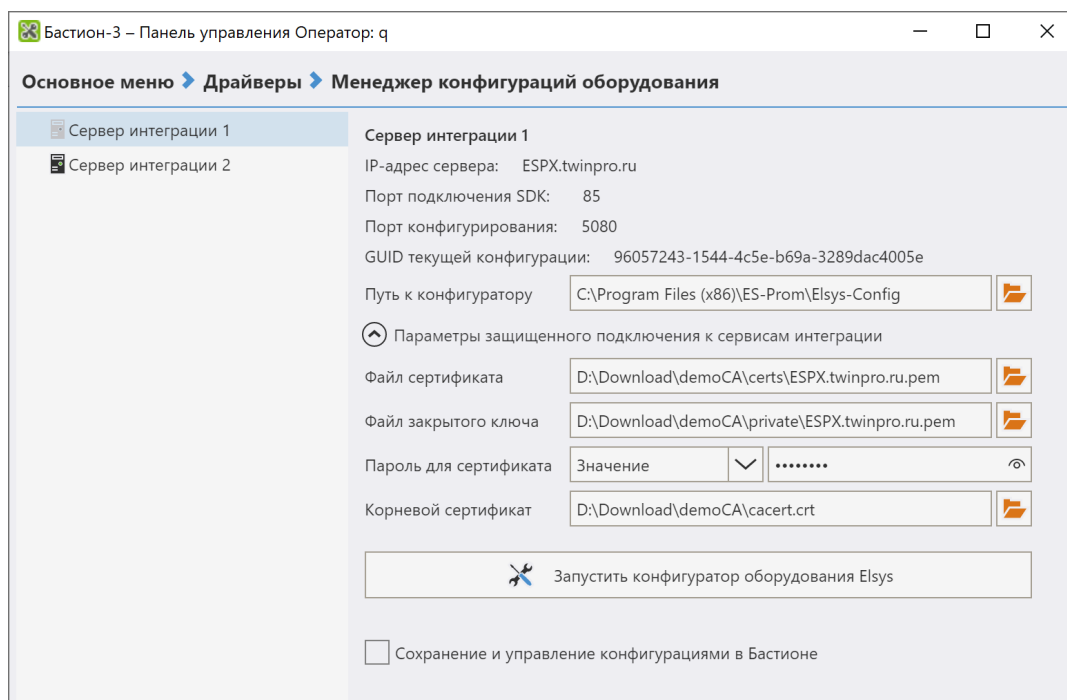 Бастион-3 – Панель управления Оператор: q
Основное меню Драйверы Менеджер конфигураций оборудования
Сервер интеграции 1
Сервер интеграции 2
Сервер интеграции 1
IP-адрес сервера: ESPX.twinpro.ru
Порт подключения SDK: 85
Порт конфигурирования: 5080
GUID текущей конфигурации: 96057243-1544-4c5e-b69a-3289dac4005e
Путь к конфигуратору C:\Program Files (x86)\ES-Prom\Elsys-Config
Параметры защищенного подключения к сервисам интеграции
Файл сертификата D:\Download\demoCA\certs\ESPX.twinpro.ru.pem
Файл закрытого ключа D:\Download\demoCA\private\ESPX.twinpro.ru.pem
Пароль для сертификата Значение ••••••••
Корневой сертификат D:\Download\demoCA\cacert.crt
Запустить конфигуратор оборудования Elsys
Сохранение и управление конфигурациями в Бастионе